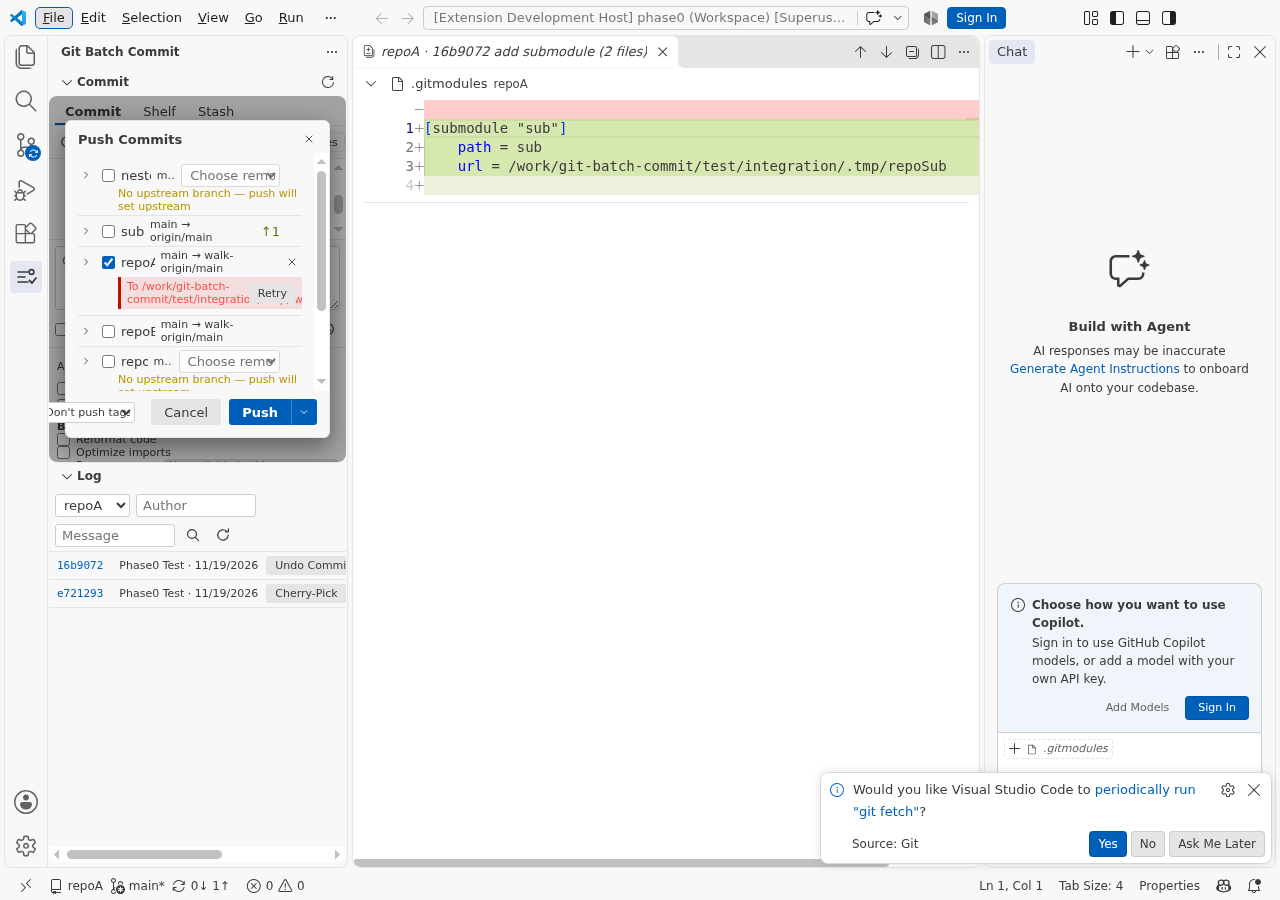 File Edit Selection View Go Run ··· [Extension Development Host] phase0 (Workspace) [Superus... Sign In
Git Batch Commit
Commit
Commit Shelf Stash
Push Commits
m.. Choose
No upstream branch — push will
set upstream
sub main →
origin/main ↑1
main → walk-
origin/main
To /work/git-batch-
Retry
main → walk-
origin/main
m.. Choose
No upstream branch — push will
Don't push tags
Cancel
Push
Reformat code
Optimize imports
Log
repoA
Author
Message
16b9072 Phase0 Test · 11/19/2026 Undo Commi
e721293 Phase0 Test · 11/19/2026 Cherry-Pick
repoA · 16b9072 add submodule (2 files)
.gitmodules repoA
1+ [submodule "sub"]
2+ path = sub
3+ url = /work/git-batch-commit/test/integration/.tmp/repoSub
4+
Chat
Build with Agent
AI responses may be inaccurate
Generate Agent Instructions to onboard
AI onto your codebase.
Choose how you want to use
Copilot.
Sign in to use GitHub Copilot
models, or add a model with your
own API key.
Add Models
Sign In
.gitmodules
Would you like Visual Studio Code to periodically run
"git fetch"?
Source: Git
Yes
No
Ask Me Later
repoA main* 0↓ 1↑ 0 0 Ln 1, Col 1 Tab Size: 4 Properties